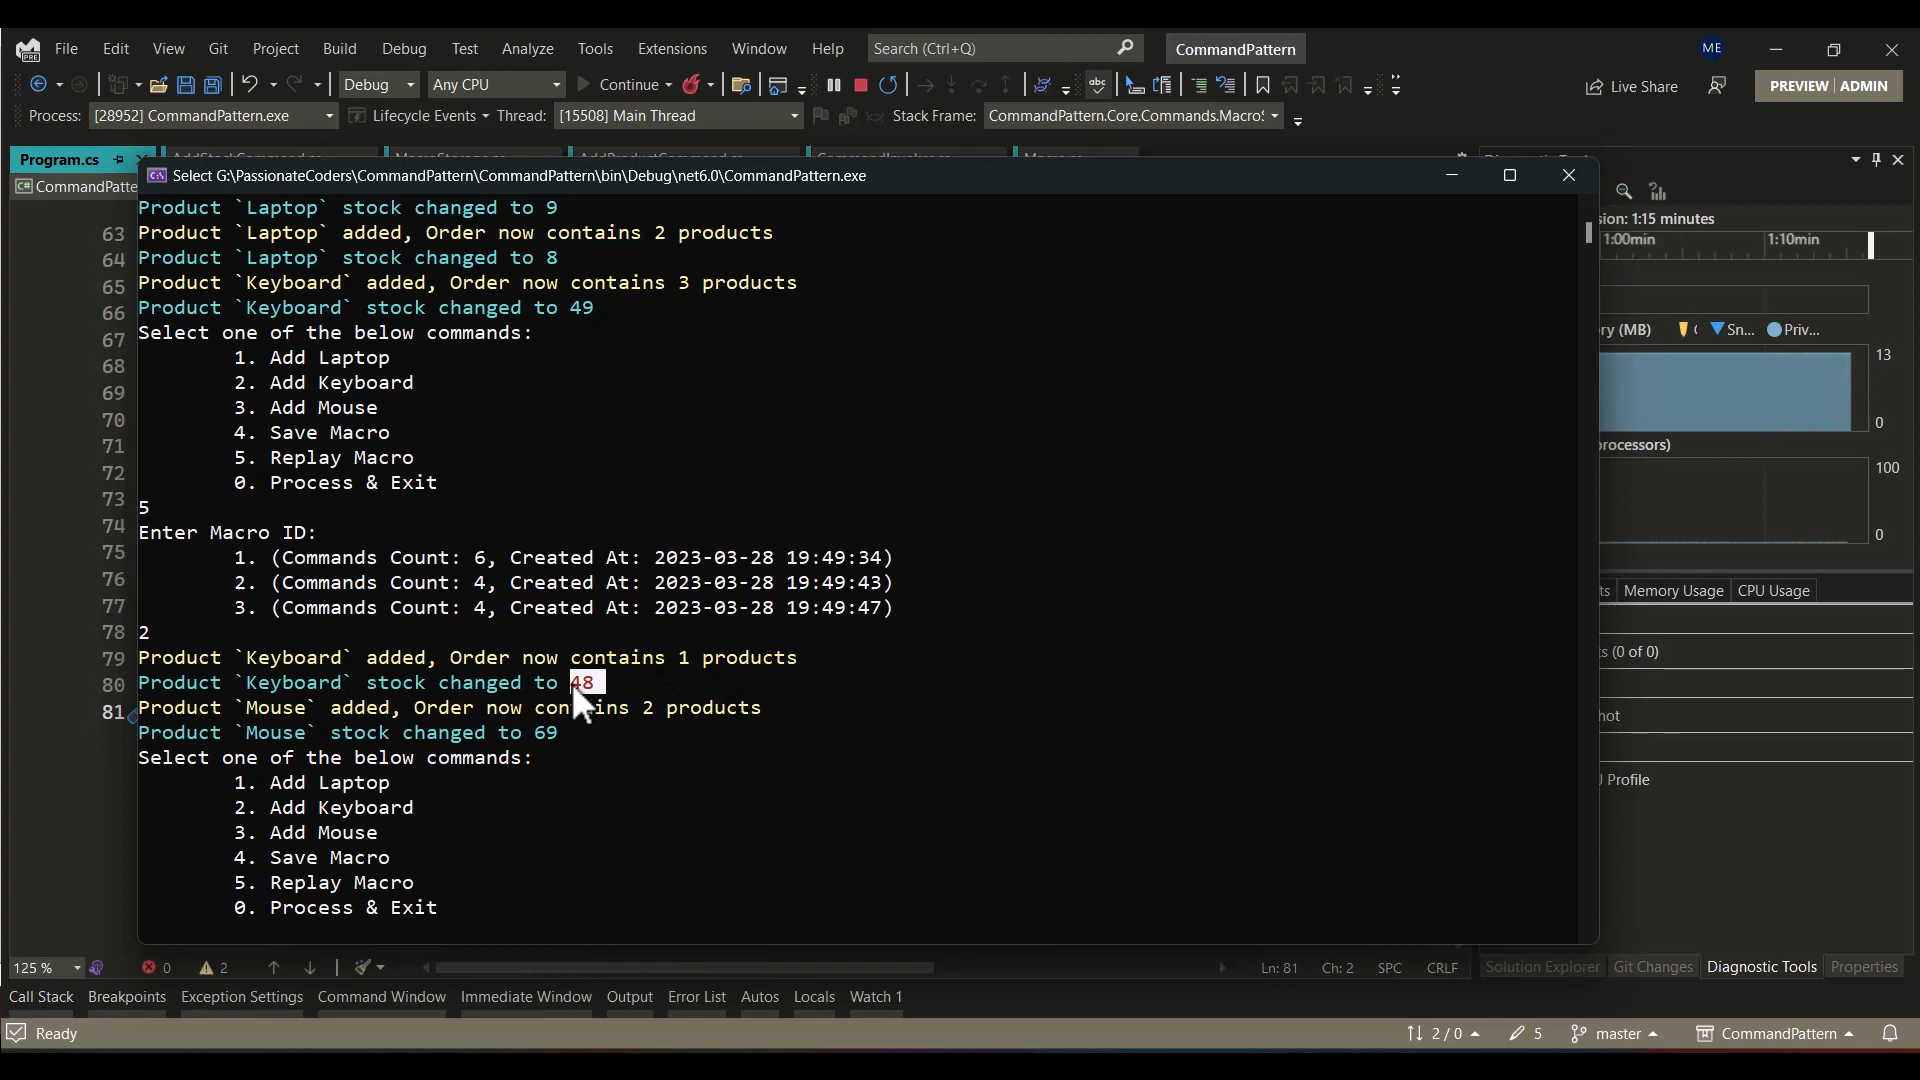 File Edit View Git Project Build Debug Test Analyze Tools Extensions Window Help Search (Ctrl+Q) CommandPattern ME
Debug Any CPU Continue Live Share PREVIEW ADMIN
Process: [28952] CommandPattern.exe Lifecycle Events Thread: [15508] Main Thread Stack Frame: CommandPattern.Core.Commands.Macro
Program.cs
CommandPatte
Select G:\PassionateCoders\CommandPattern\CommandPattern\bin\Debug\net6.0\CommandPattern.exe
Product `Laptop` stock changed to 9
63 Product `Laptop` added, Order now contains 2 products
64 Product `Laptop` stock changed to 8
65 Product `Keyboard` added, Order now contains 3 products
66 Product `Keyboard` stock changed to 49
67 Select one of the below commands:
68 1. Add Laptop
69 2. Add Keyboard
70 3. Add Mouse
71 4. Save Macro
72 5. Replay Macro
73 0. Process & Exit
74 5
75 Enter Macro ID:
76 1. (Commands Count: 6, Created At: 2023-03-28 19:49:34)
77 2. (Commands Count: 4, Created At: 2023-03-28 19:49:43)
3. (Commands Count: 4, Created At: 2023-03-28 19:49:47)
78 2
79 Product `Keyboard` added, Order now contains 1 products
80 Product `Keyboard` stock changed to 48
81 Product `Mouse` added, Order now contains 2 products
Product `Mouse` stock changed to 69
Select one of the below commands:
1. Add Laptop
2. Add Keyboard
3. Add Mouse
4. Save Macro
5. Replay Macro
0. Process & Exit
sion: 1:15 minutes
1:00min 1:10min
ry (MB) Sn... Priv...
13
0
rocessors)
100
0
ts Memory Usage CPU Usage
ts (0 of 0)
hot
Profile
125 % 0 2 Ln: 81 Ch: 2 SPC CRLF Solution Explorer Git Changes Diagnostic Tools Properties
Call Stack Breakpoints Exception Settings Command Window Immediate Window Output Error List Autos Locals Watch 1
Ready 2 / 0 5 master CommandPattern